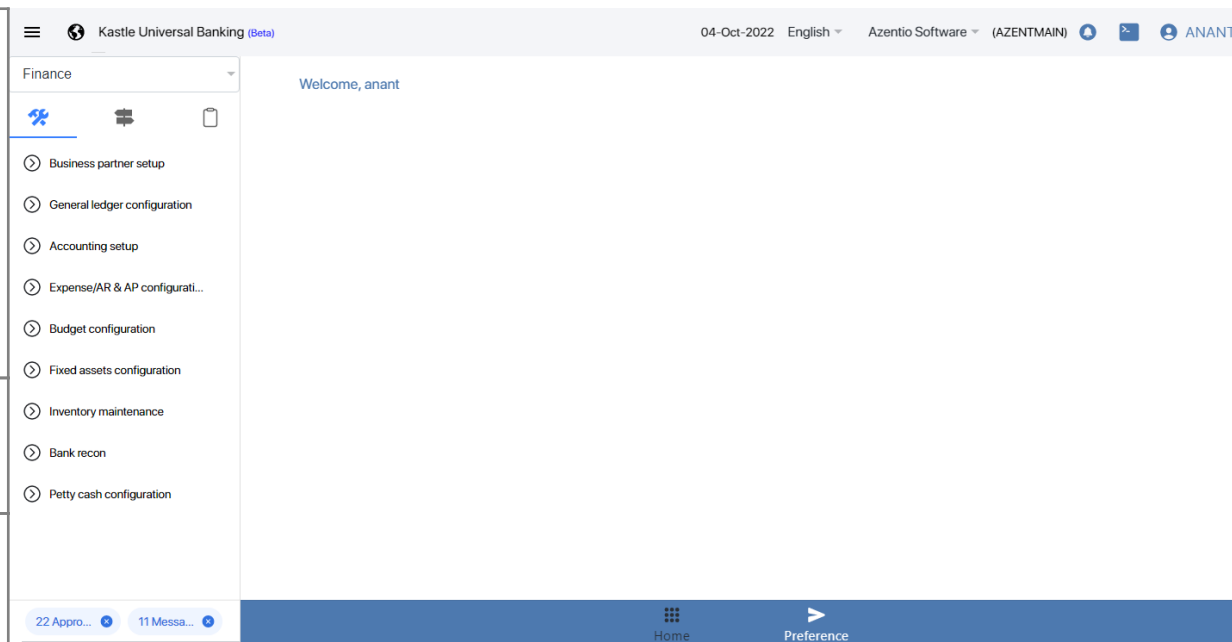 Kastle Universal Banking (Beta) 04-Oct-2022 English Azentio Software (AZENTMAIN) ANANT
Finance
Welcome, anant
Business partner setup
General ledger configuration
Accounting setup
Expense/AR & AP configurati...
Budget configuration
Fixed assets configuration
Inventory maintenance
Bank recon
Petty cash configuration
22 Appro... 11 Messa...
Home Preference